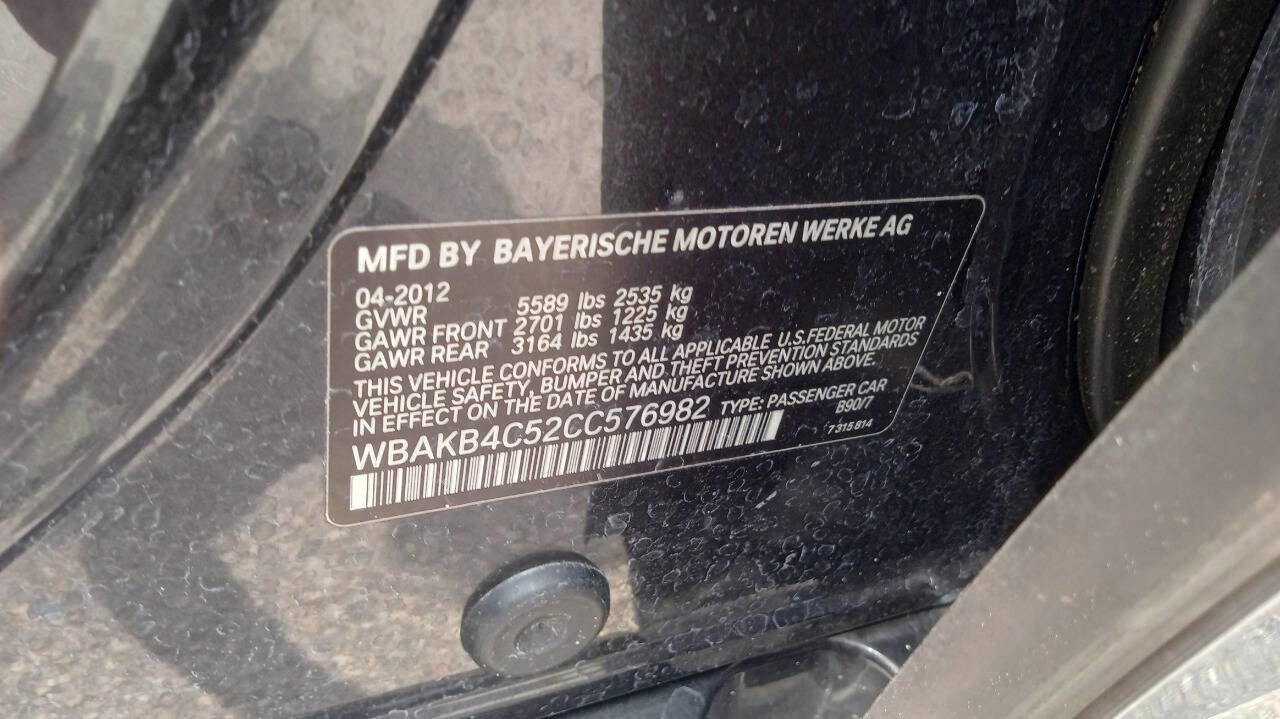 MFD BY BAYERISCHE MOTOREN WERKE AG
04-2012
GVWR 5589 lbs 2535 kg
GAWR FRONT 2701 lbs 1225 kg
GAWR REAR 3164 lbs 1435 kg
THIS VEHICLE CONFORMS TO ALL APPLICABLE U.S.FEDERAL MOTOR
VEHICLE SAFETY, BUMPER AND THEFT PREVENTION STANDARDS
IN EFFECT ON THE DATE OF MANUFACTURE SHOWN ABOVE.
WBAKB4C52CC576982 TYPE: PASSENGER CAR
B90/7
7 315 814